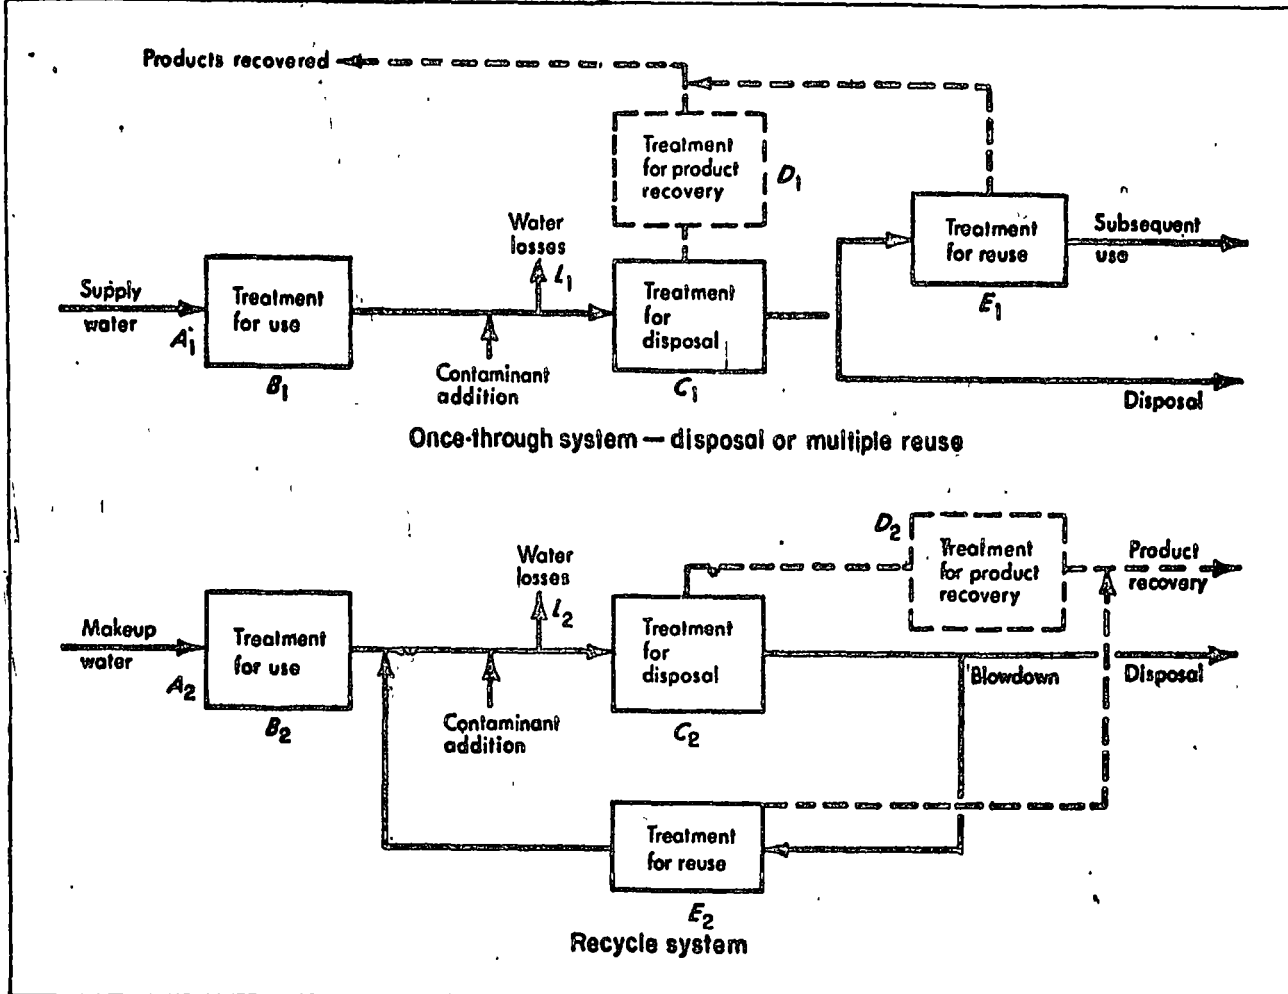 Products recovered
Treatment
for product
recovery
D1
Water
losses
L1
Treatment
for reuse
E1
Subsequent
use
Supply
water
A1
Treatment
for use
B1
Treatment
for
disposal
C1
Contaminant
addition
Disposal
Once-through system — disposal or multiple reuse
D2
Treatment
for product
recovery
Product
recovery
Water
losses
L2
Makeup
water
A2
Treatment
for use
B2
Treatment
for
disposal
C2
Blowdown
Disposal
Contaminant
addition
Treatment
for reuse
E2
Recycle system